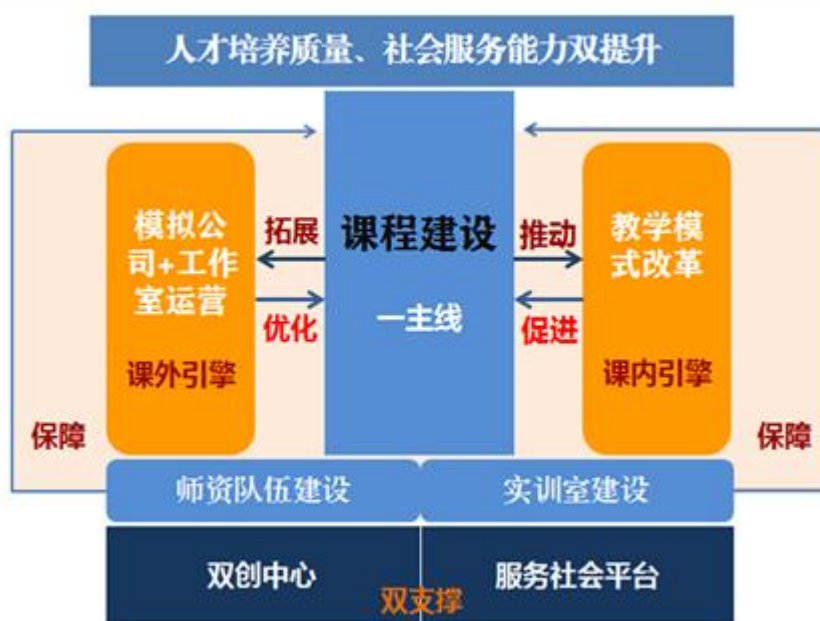 人才培养质量、社会服务能力双提升
模拟公
司+工作
室运营
课外引擎
拓展
优化
课程建设
一主线
推动
促进
教学模
式改革
课内引擎
保障
保障
师资队伍建设
实训室建设
双创中心
服务社会平台
双支撑